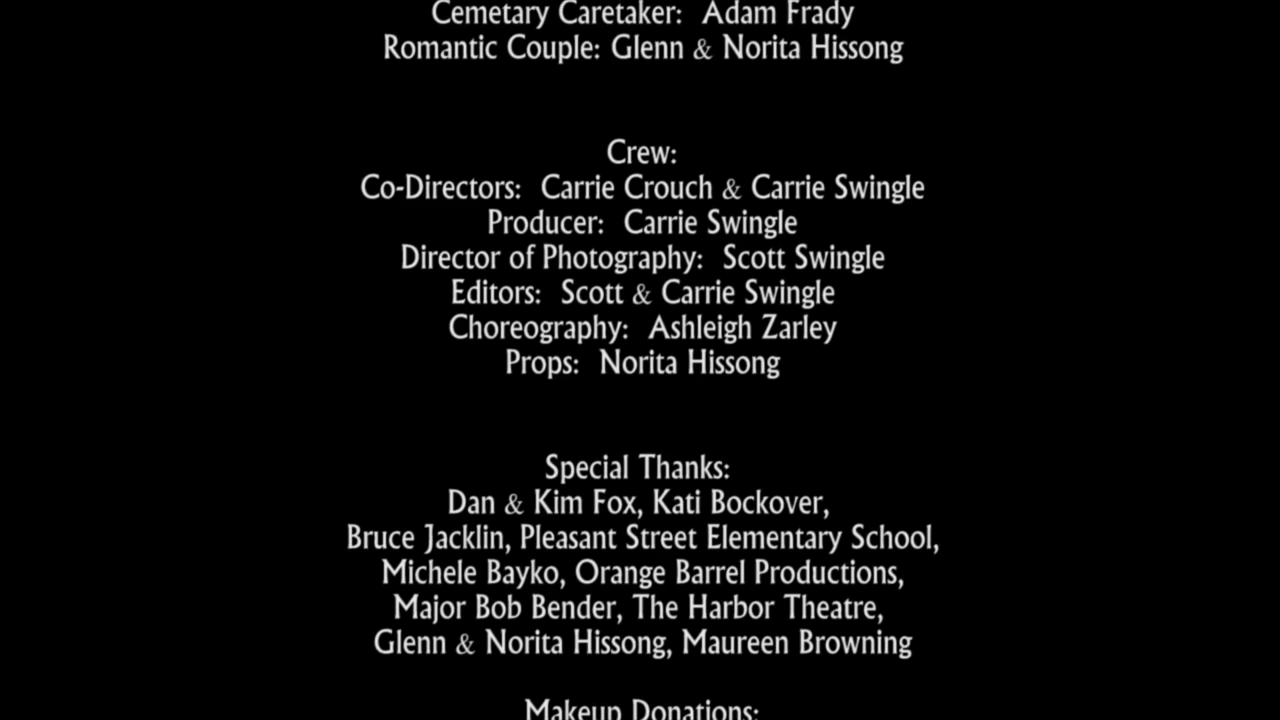 Cemetary Caretaker: Adam Frady
Romantic Couple: Glenn & Norita Hissong
Crew:
Co-Directors: Carrie Crouch & Carrie Swingle
Producer: Carrie Swingle
Director of Photography: Scott Swingle
Editors: Scott & Carrie Swingle
Choreography: Ashleigh Zarley
Props: Norita Hissong
Special Thanks:
Dan & Kim Fox, Kati Bockover,
Bruce Jacklin, Pleasant Street Elementary School,
Michele Bayko, Orange Barrel Productions,
Major Bob Bender, The Harbor Theatre,
Glenn & Norita Hissong, Maureen Browning
Makeup Donations: